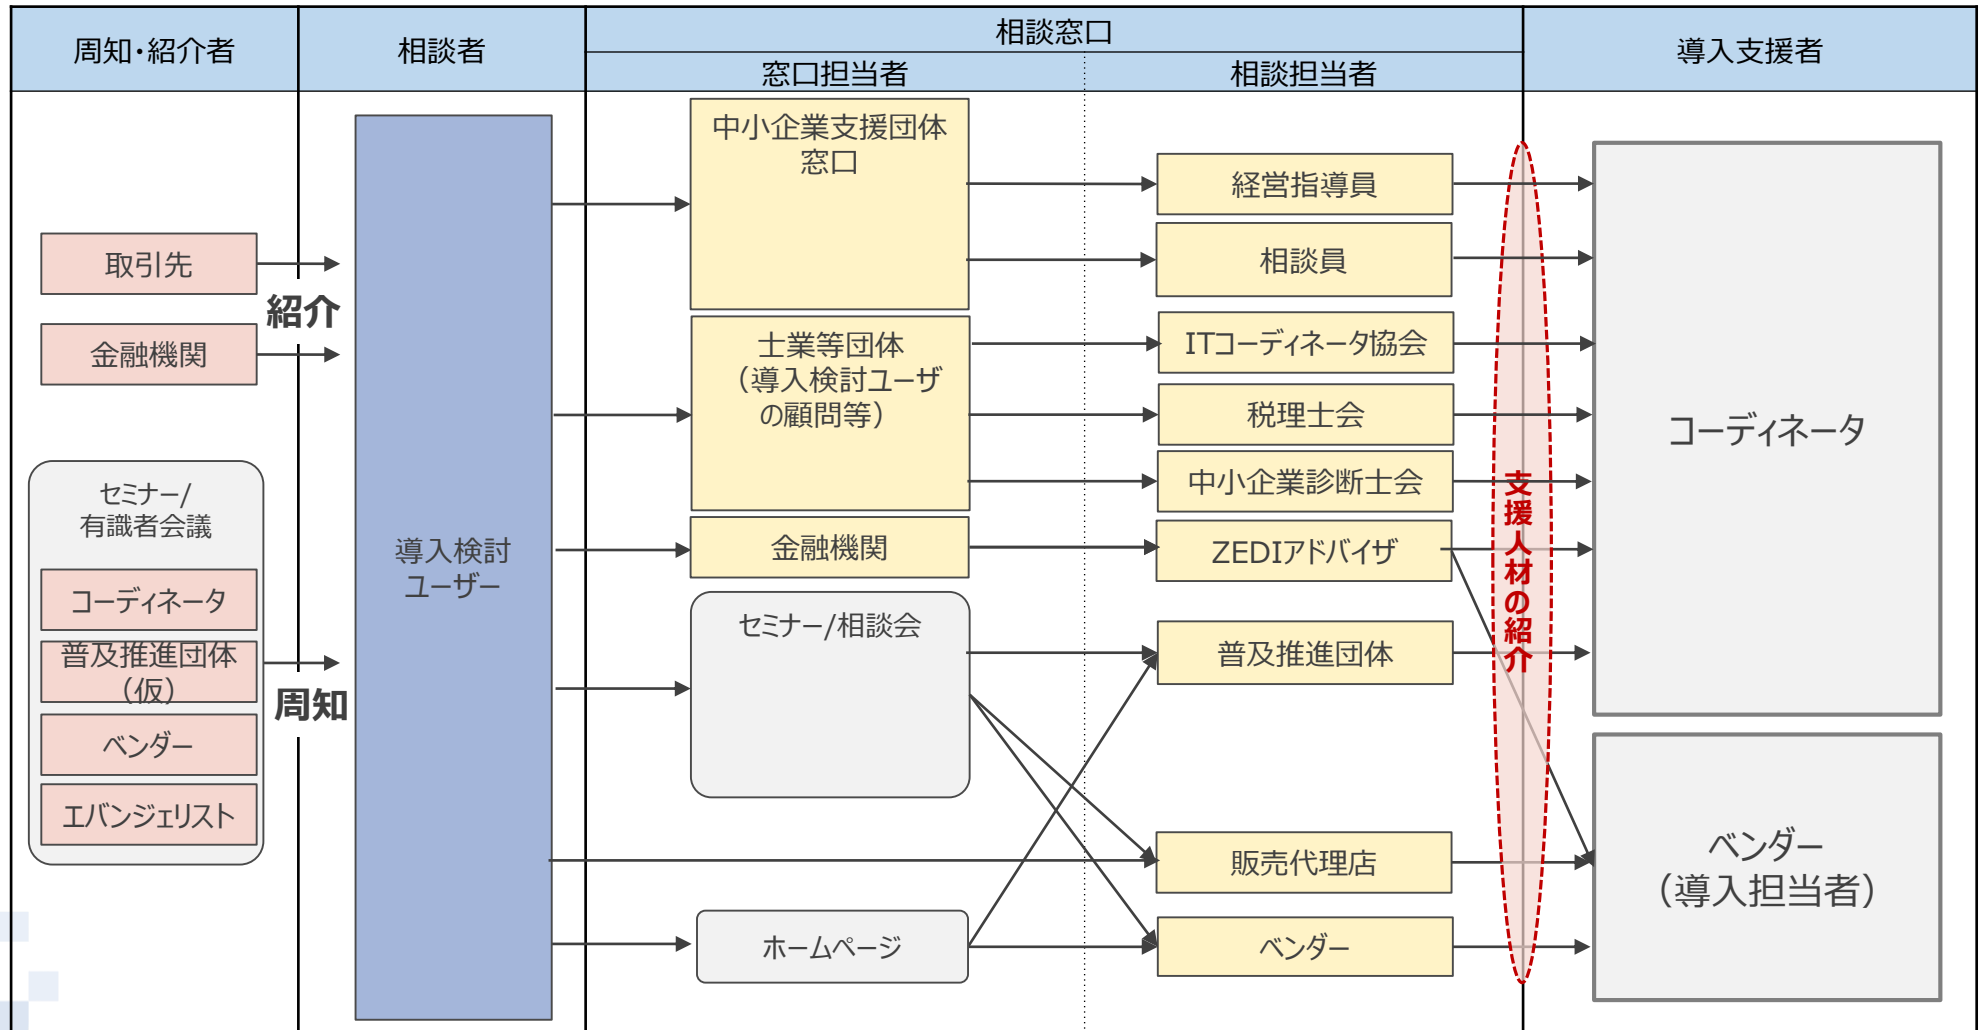 周知・紹介者
相談者
相談窓口
窓口担当者
相談担当者
導入支援者
取引先
紹介
金融機関
セミナー/
有識者会議
コーディネータ
普及推進団体
（仮）
ベンダー
エバンジェリスト
周知
導入検討
ユーザー
中小企業支援団体
窓口
士業等団体
（導入検討ユーザ
の顧問等）
金融機関
セミナー/相談会
ホームページ
経営指導員
相談員
ITコーディネータ協会
税理士会
中小企業診断士会
ZEDIアドバイザ
普及推進団体
販売代理店
ベンダー
支援人材の紹介
コーディネータ
ベンダー
（導入担当者）